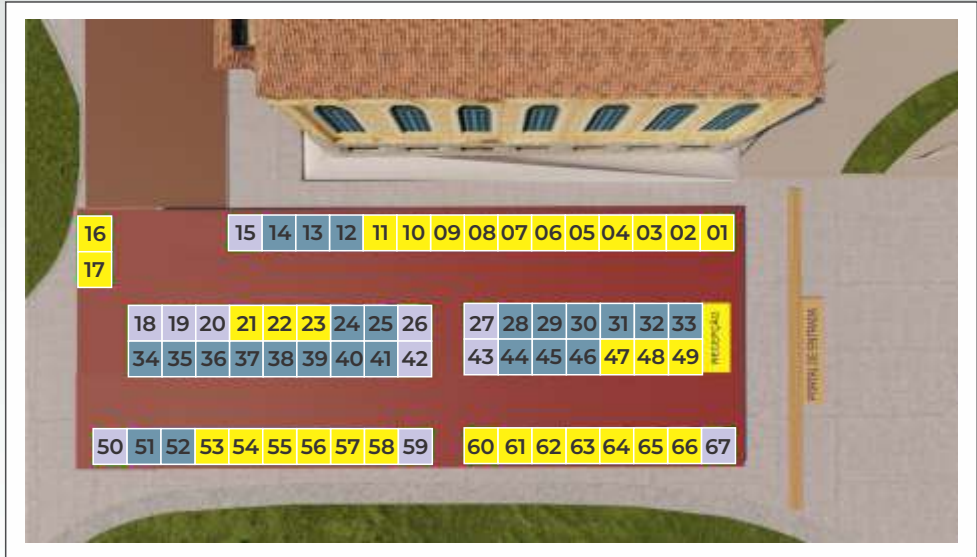 16 15 14 13 12 11 10 09 08 07 06 05 04 03 02 01
17
18 19 20 21 22 23 24 25 26 27 28 29 30 31 32 33
RECEPÇÃO
34 35 36 37 38 39 40 41 42 43 44 45 46 47 48 49
PORTAL DE ENTRADA
50 51 52 53 54 55 56 57 58 59 60 61 62 63 64 65 66 67